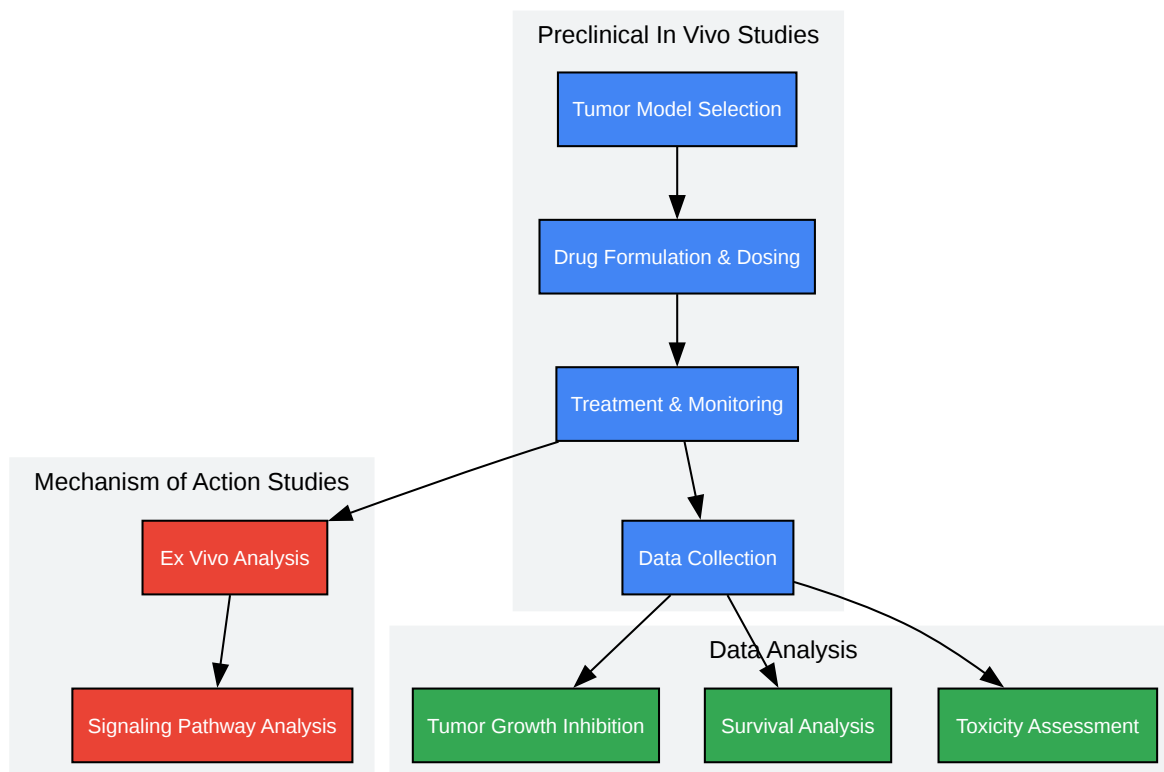 Preclinical In Vivo Studies
Tumor Model Selection
Drug Formulation & Dosing
Treatment & Monitoring
Mechanism of Action Studies
Ex Vivo Analysis
Data Collection
Data Analysis
Signaling Pathway Analysis
Tumor Growth Inhibition
Survival Analysis
Toxicity Assessment